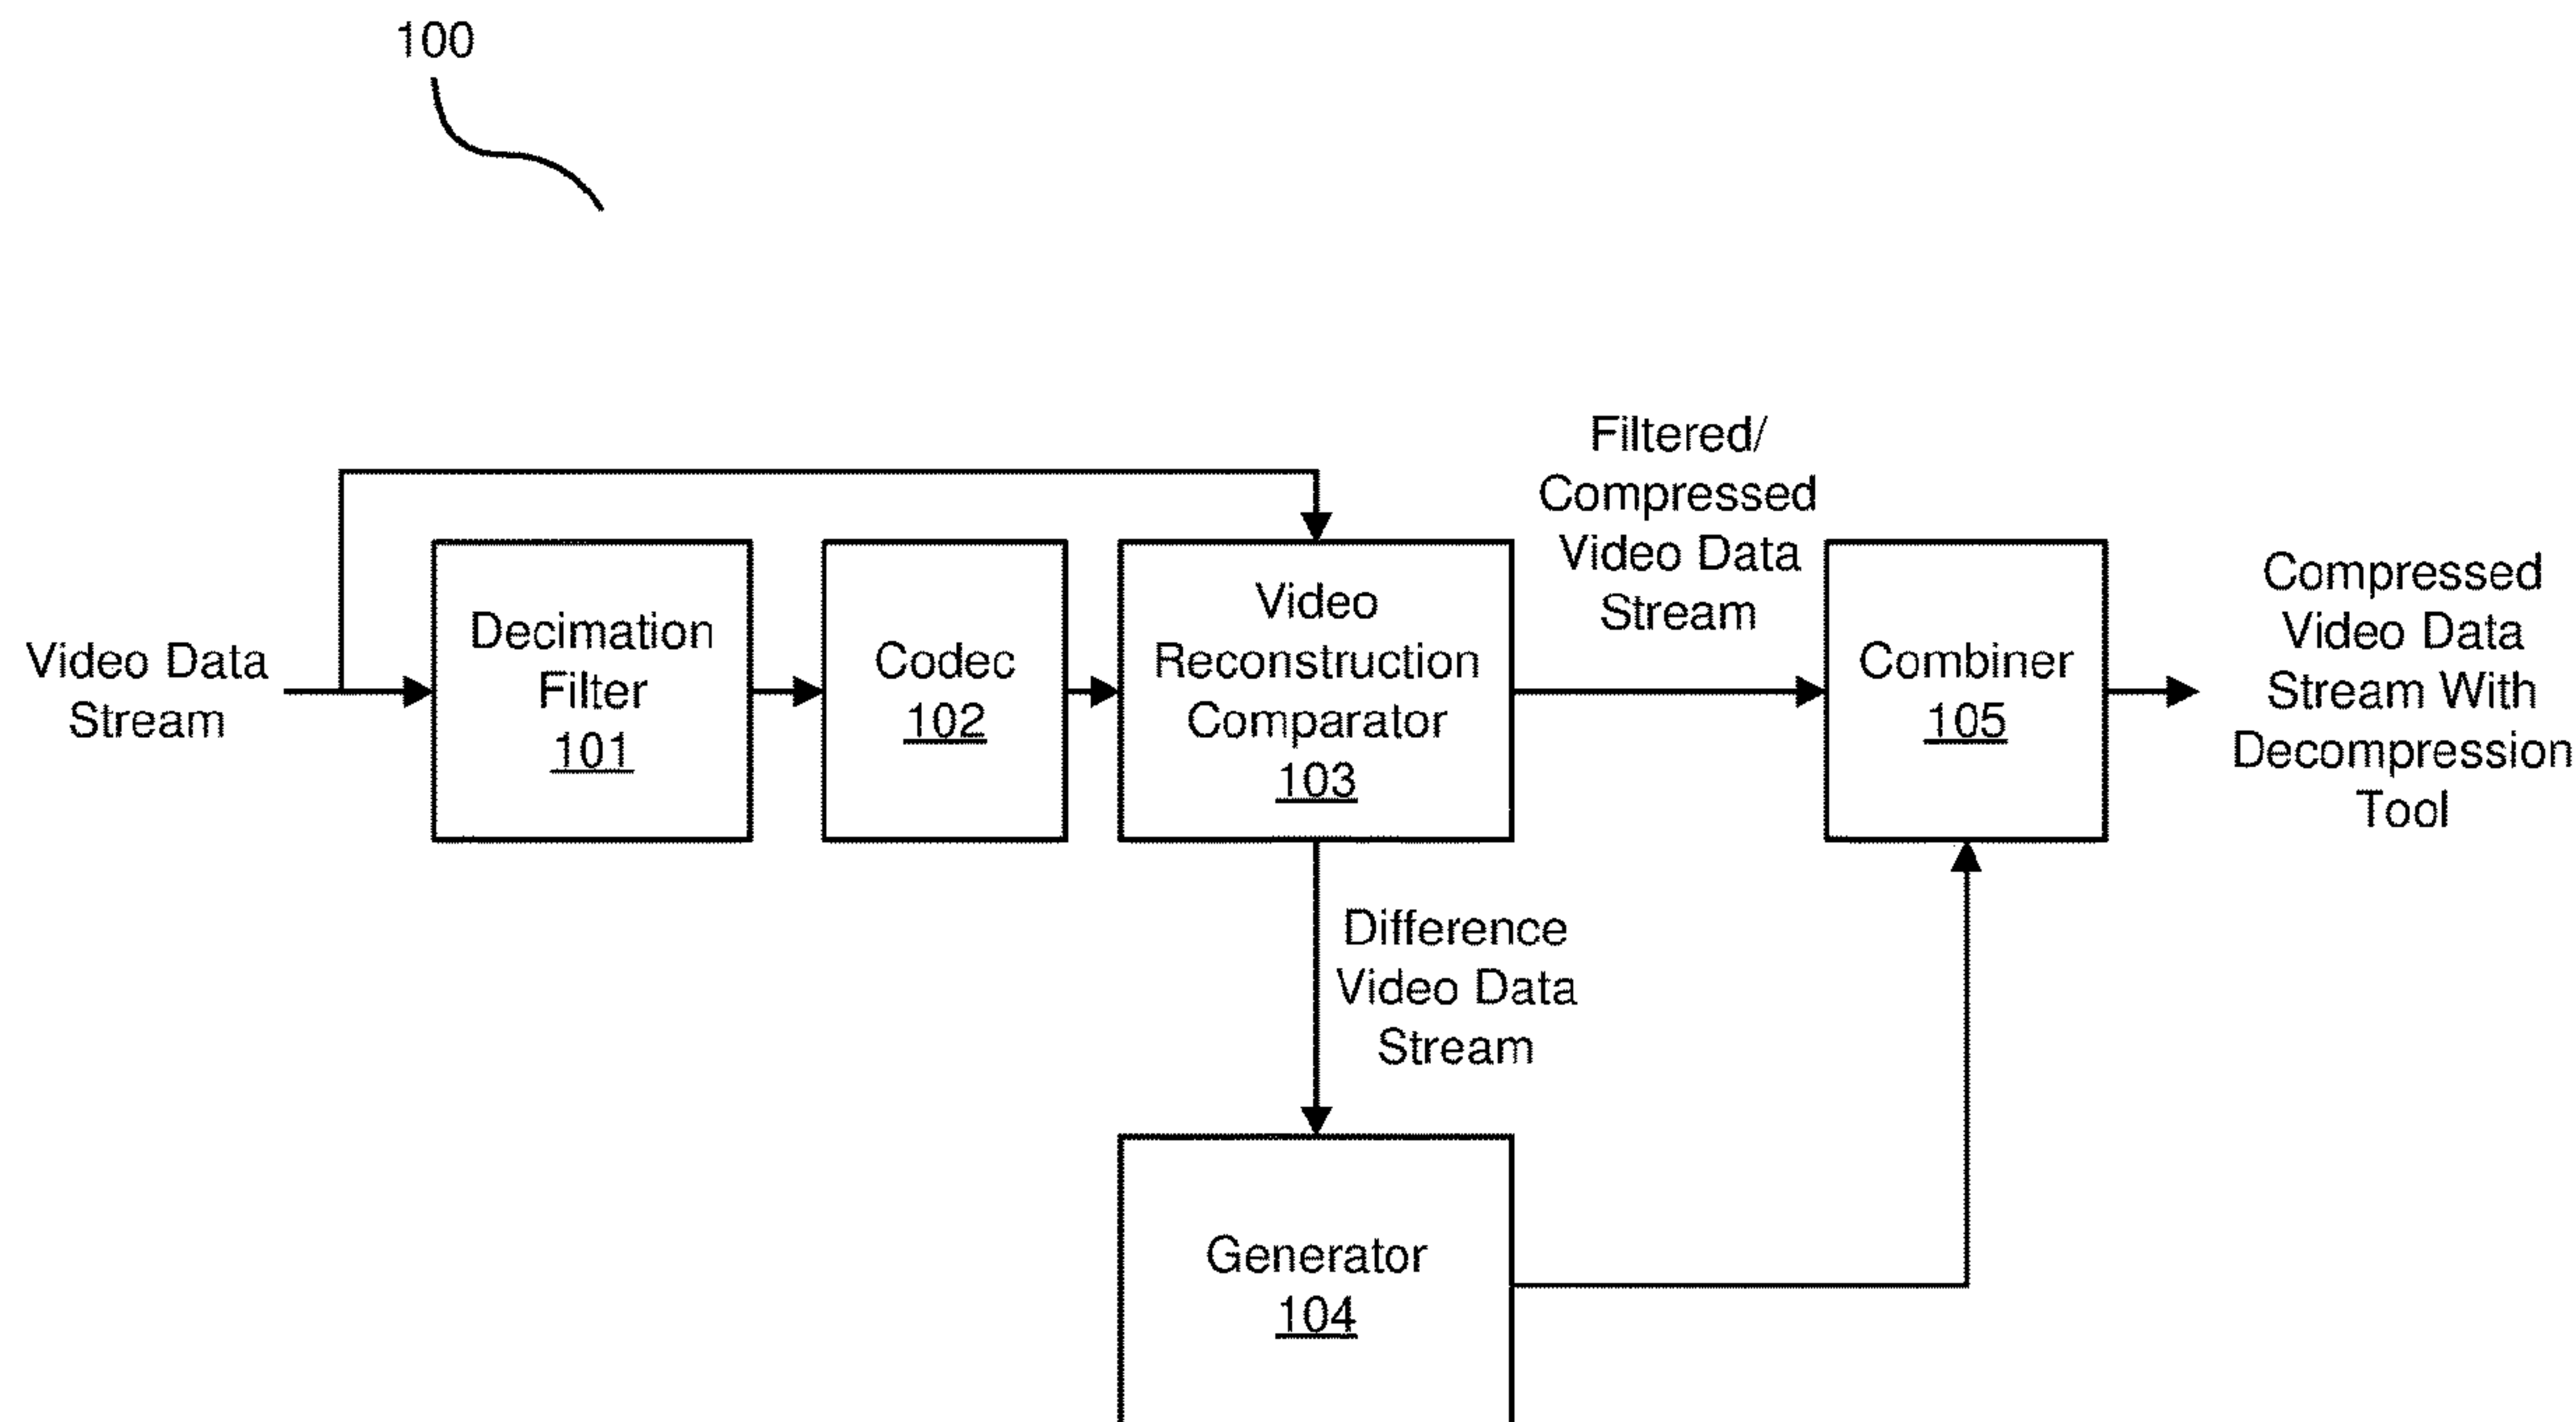 100
Video Data
Stream
Decimation
Filter
101
Codec
102
Video
Reconstruction
Comparator
103
Filtered/
Compressed
Video Data
Stream
Combiner
105
Compressed
Video Data
Stream With
Decompression
Tool
Difference
Video Data
Stream
Generator
104